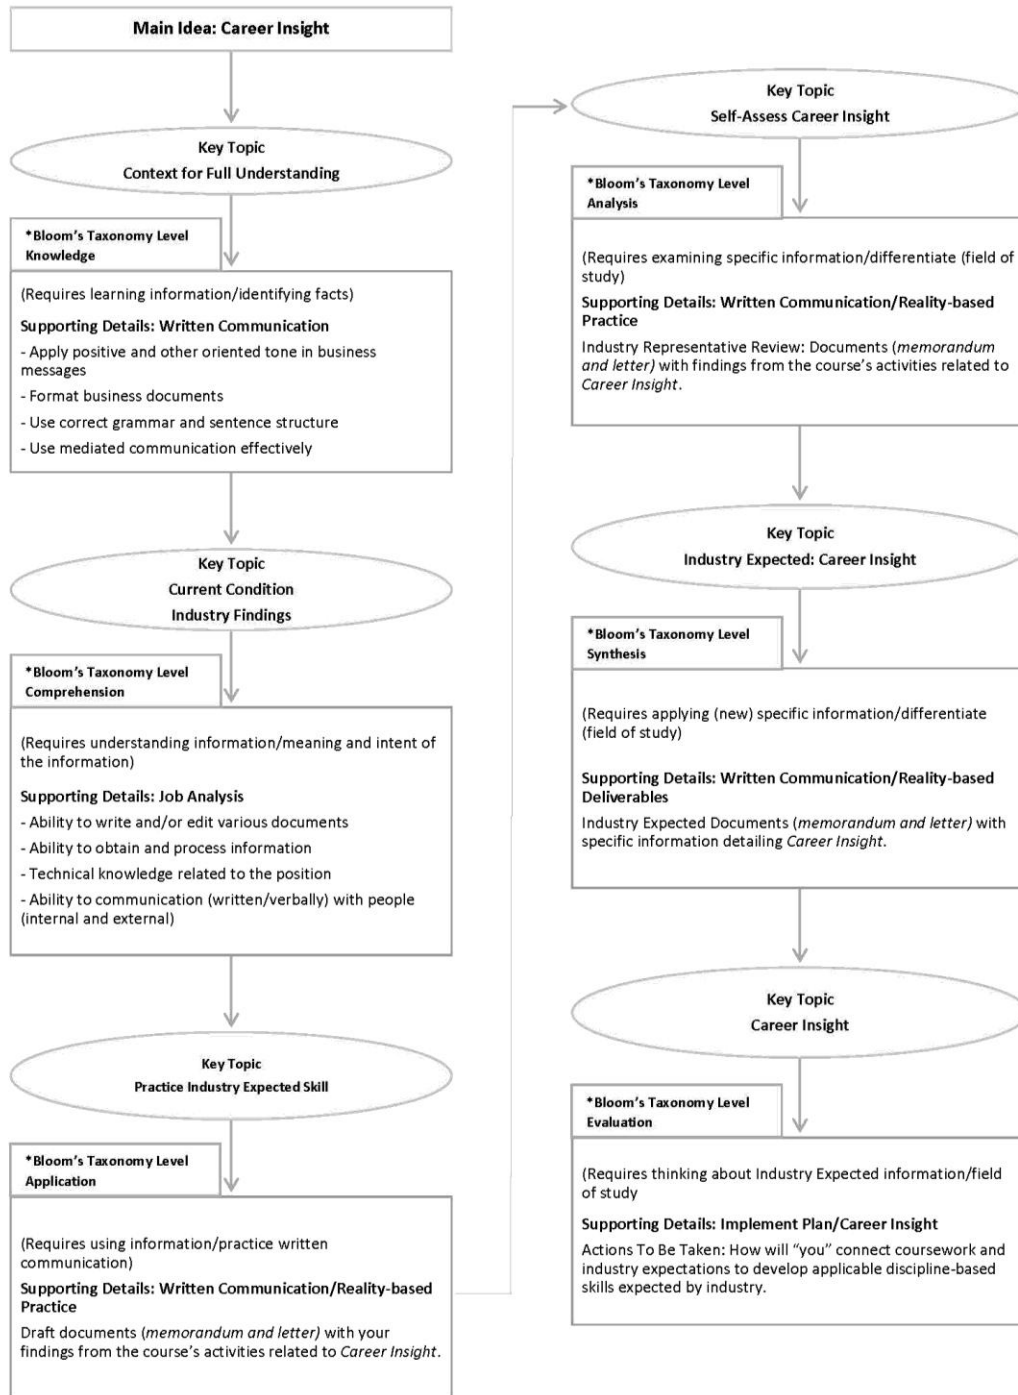 Main Idea: Career Insight
Key Topic
Context for Full Understanding
*Bloom's Taxonomy Level
Knowledge
(Requires learning information/identifying facts)
Supporting Details: Written Communication
- Apply positive and other oriented tone in business
messages
- Format business documents
- Use correct grammar and sentence structure
- Use mediated communication effectively
Key Topic
Current Condition
Industry Findings
*Bloom's Taxonomy Level
Comprehension
(Requires understanding information/meaning and intent of
the information)
Supporting Details: Job Analysis
- Ability to write and/or edit various documents
- Ability to obtain and process information
- Technical knowledge related to the position
- Ability to communication (written/verbally) with people
(internal and external)
Key Topic
Practice Industry Expected Skill
*Bloom's Taxonomy Level
Application
(Requires using information/practice written
communication)
Supporting Details: Written Communication/Reality-based
Practice
Draft documents (memorandum and letter) with your
findings from the course's activities related to Career Insight.
Key Topic
Self-Assess Career Insight
*Bloom's Taxonomy Level
Analysis
(Requires examining specific information/differentiate (field of
study)
Supporting Details: Written Communication/Reality-based
Practice
Industry Representative Review: Documents (memorandum
and letter) with findings from the course's activities related to
Career Insight.
Key Topic
Industry Expected: Career Insight
*Bloom's Taxonomy Level
Synthesis
(Requires applying (new) specific information/differentiate
(field of study)
Supporting Details: Written Communication/Reality-based
Deliverables
Industry Expected Documents (memorandum and letter) with
specific information detailing Career Insight.
Key Topic
Career Insight
*Bloom's Taxonomy Level
Evaluation
(Requires thinking about Industry Expected information/field
of study
Supporting Details: Implement Plan/Career Insight
Actions To Be Taken: How will "you" connect coursework and
industry expectations to develop applicable discipline-based
skills expected by industry.